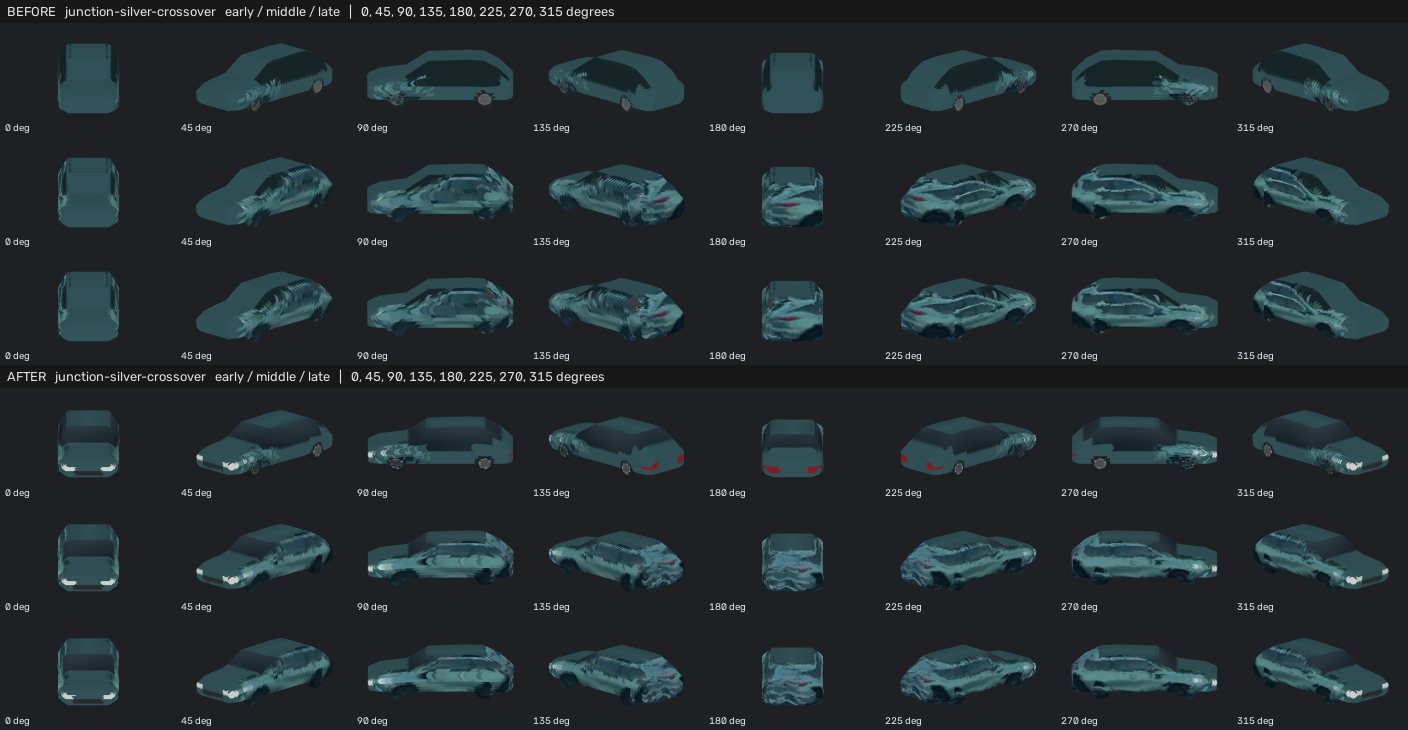 BEFORE junction-silver-crossover early / middle / late | 0, 45, 90, 135, 180, 225, 270, 315 degrees
0 deg 45 deg 90 deg 135 deg 180 deg 225 deg 270 deg 315 deg
0 deg 45 deg 90 deg 135 deg 180 deg 225 deg 270 deg 315 deg
0 deg 45 deg 90 deg 135 deg 180 deg 225 deg 270 deg 315 deg
AFTER junction-silver-crossover early / middle / late | 0, 45, 90, 135, 180, 225, 270, 315 degrees
0 deg 45 deg 90 deg 135 deg 180 deg 225 deg 270 deg 315 deg
0 deg 45 deg 90 deg 135 deg 180 deg 225 deg 270 deg 315 deg
0 deg 45 deg 90 deg 135 deg 180 deg 225 deg 270 deg 315 deg